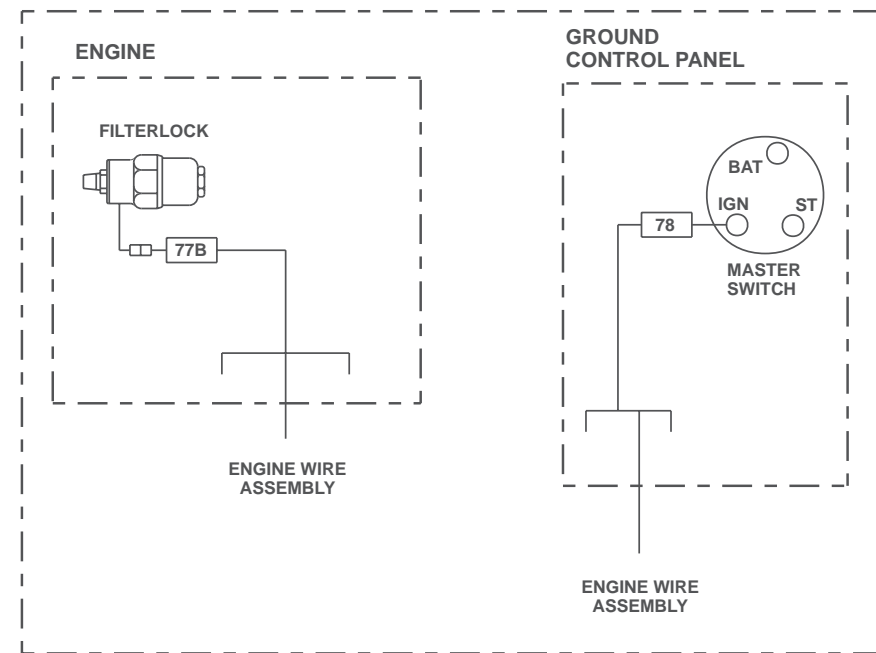 ENGINE
FILTERLOCK
77B
ENGINE WIRE
ASSEMBLY
GROUND
CONTROL PANEL
BAT
IGN
ST
78
MASTER
SWITCH
ENGINE WIRE
ASSEMBLY